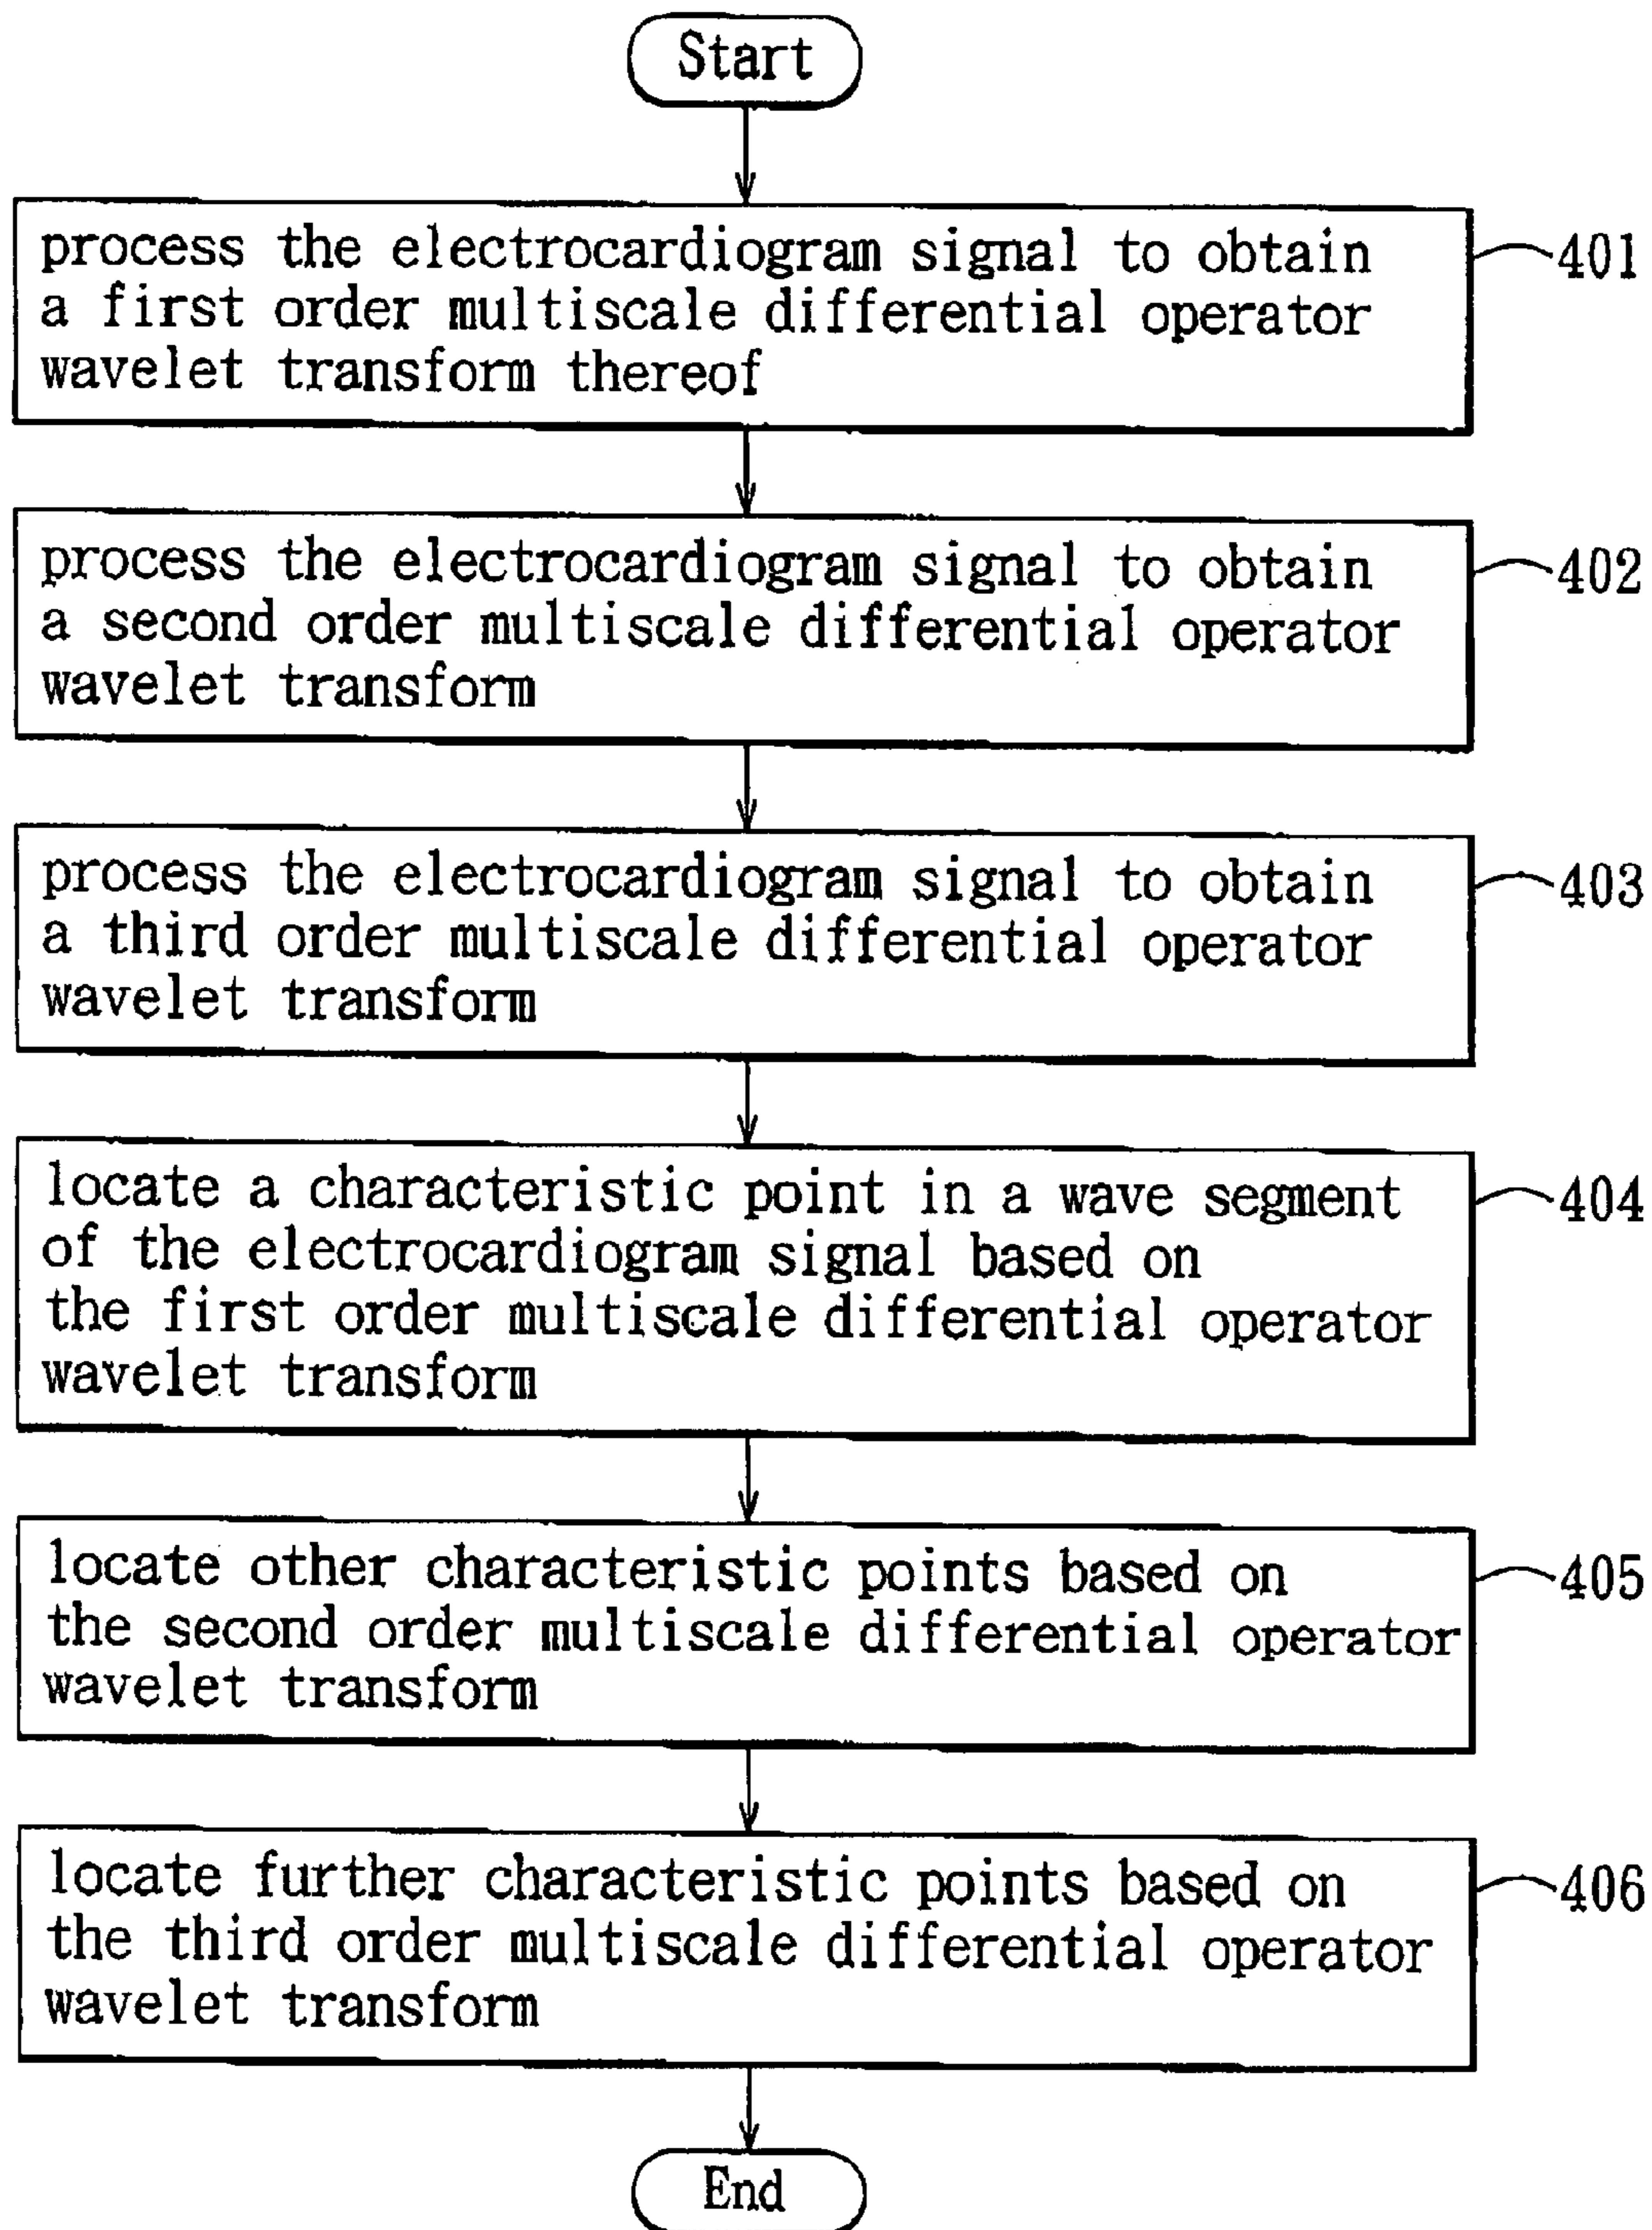 Start
process the electrocardiogram signal to obtain
a first order multiscale differential operator
wavelet transform thereof
401
process the electrocardiogram signal to obtain
a second order multiscale differential operator
wavelet transform
402
process the electrocardiogram signal to obtain
a third order multiscale differential operator
wavelet transform
403
locate a characteristic point in a wave segment
of the electrocardiogram signal based on
the first order multiscale differential operator
wavelet transform
404
locate other characteristic points based on
the second order multiscale differential operator
wavelet transform
405
locate further characteristic points based on
the third order multiscale differential operator
wavelet transform
406
End